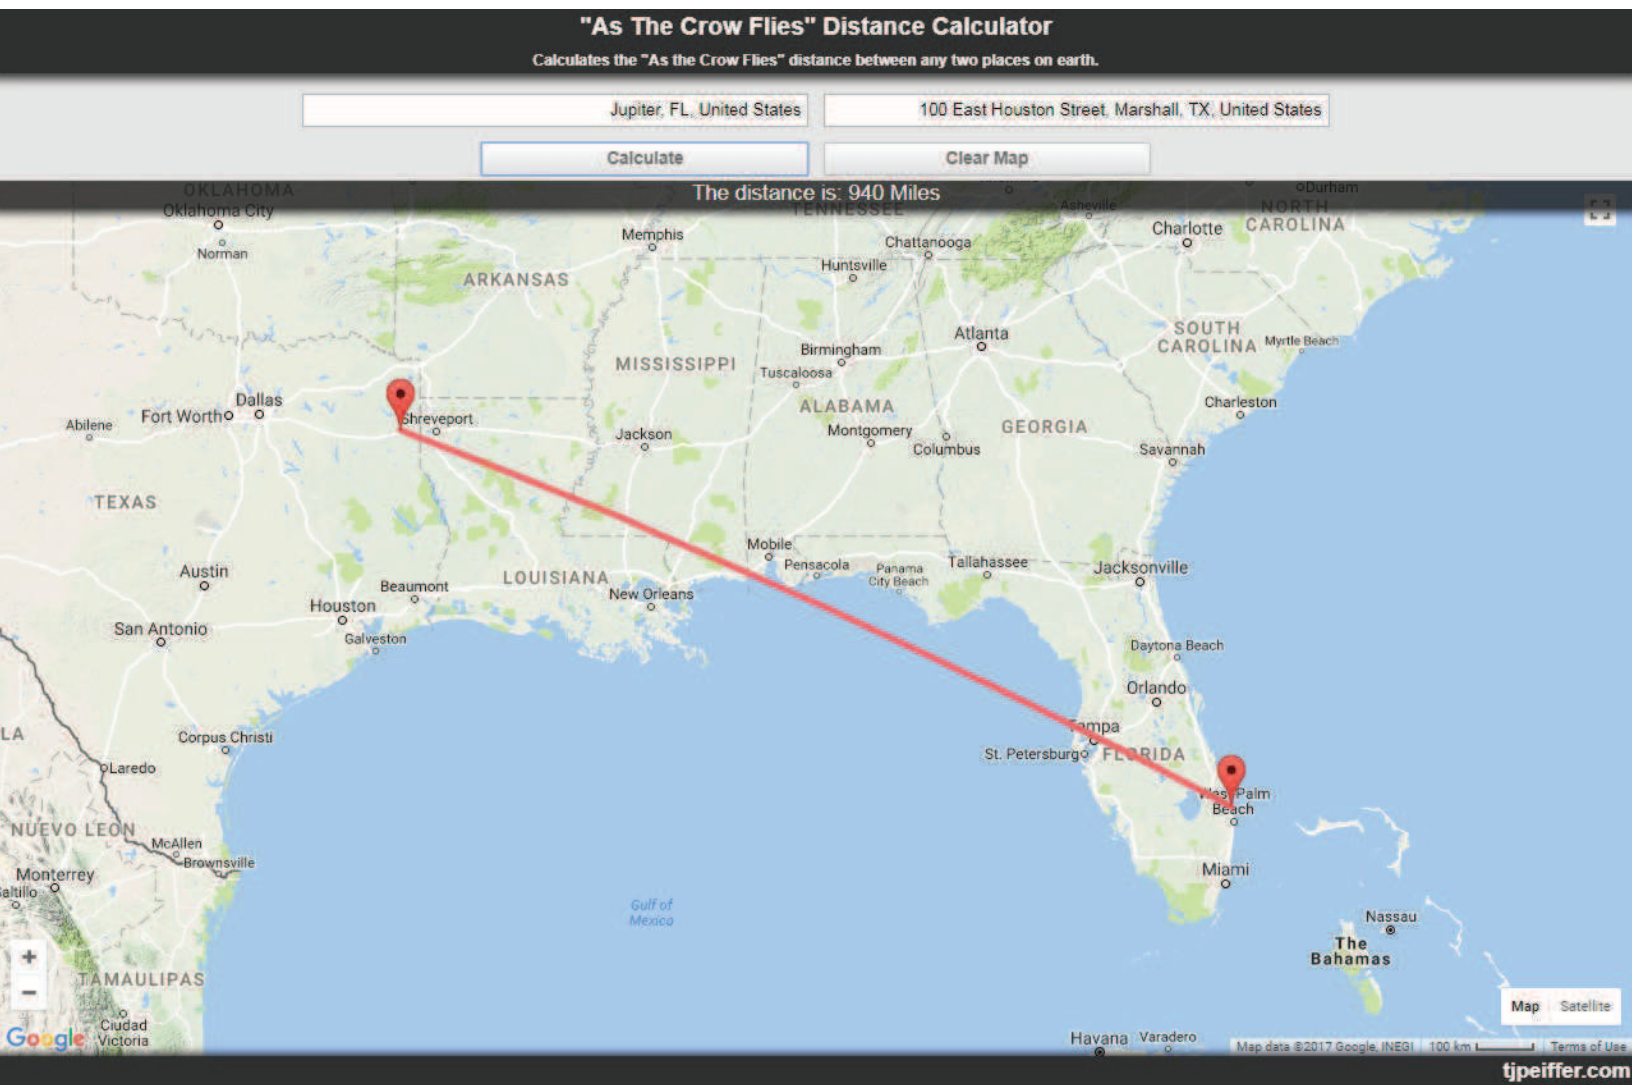 "As The Crow Flies" Distance Calculator
Calculates the "As the Crow Flies" distance between any two places on earth.
Jupiter, FL, United States
100 East Houston Street, Marshall, TX, United States
Calculate
Clear Map
The distance is: 940 Miles
OKLAHOMA
Oklahoma City
Norman
TENNESSEE
Memphis
Chattanooga
Huntsville
Asheville
Durham
NORTH
CAROLINA
Charlotte
ARKANSAS
Atlanta
SOUTH
CAROLINA
Myrtle Beach
Birmingham
Tuscaloosa
MISSISSIPPI
ALABAMA
Charleston
Dallas
Fort Worth
Abilene
Shreveport
Jackson
Montgomery
Columbus
GEORGIA
Savannah
TEXAS
Mobile
Pensacola
Panama
City Beach
Tallahassee
Jacksonville
Austin
Beaumont
LOUISIANA
New Orleans
Houston
San Antonio
Galveston
Daytona Beach
Orlando
Tampa
St. Petersburg
FLORIDA
LA
Corpus Christi
Laredo
West Palm
Beach
NUEVO LEON
McAllen
Brownsville
Monterrey
altillo
Miami
Gulf of
Mexico
Nassau
The
Bahamas
+
−
TAMAULIPAS
Ciudad
Victoria
Google
Havana
Varadero
Map
Satellite
Map data ©2017 Google, INEGI
100 km
Terms of Use
tjpeiffer.com